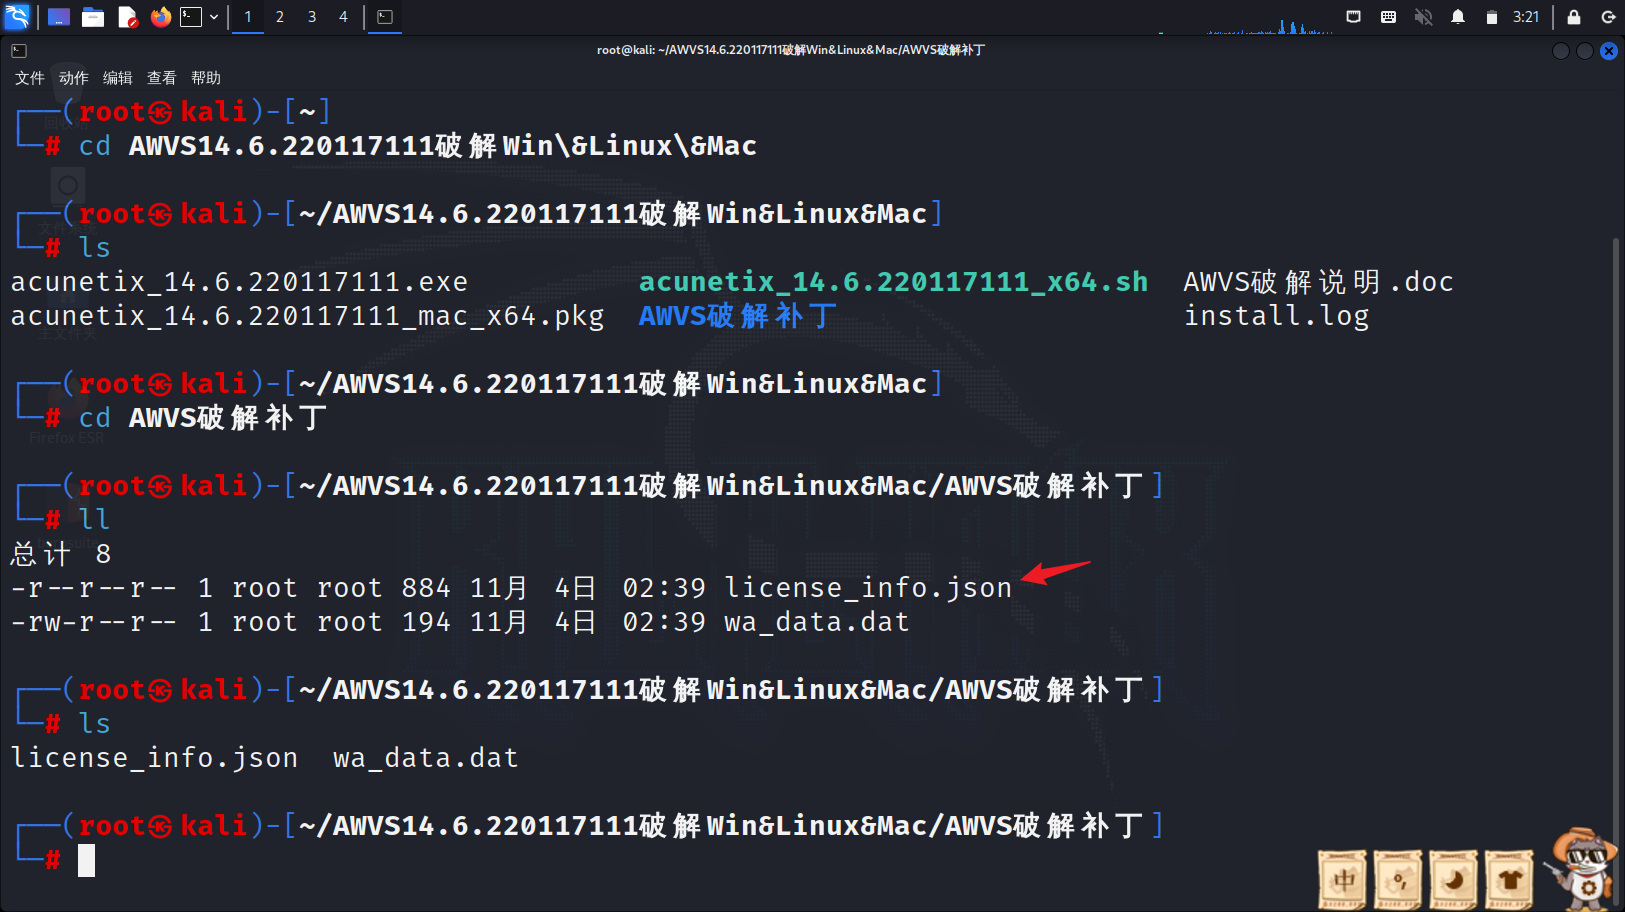 1 2 3 4 3:21
root@kali: ~/AWVS14.6.220117111破解Win&Linux&Mac/AWVS破解补丁
文件 动作 编辑 查看 帮助
┌──(root㉿kali)-[~]
└─# cd AWVS14.6.220117111破解Win\&Linux\&Mac
┌──(root㉿kali)-[~/AWVS14.6.220117111破解Win&Linux&Mac]
└─# ls
acunetix_14.6.220117111.exe acunetix_14.6.220117111_x64.sh AWVS破解说明.doc
acunetix_14.6.220117111_mac_x64.pkg AWVS破解补丁 install.log
┌──(root㉿kali)-[~/AWVS14.6.220117111破解Win&Linux&Mac]
└─# cd AWVS破解补丁
Firefox ESR
┌──(root㉿kali)-[~/AWVS14.6.220117111破解Win&Linux&Mac/AWVS破解补丁]
└─# ll
总计 8
-r--r--r-- 1 root root 884 11月 4日 02:39 license_info.json
-rw-r--r-- 1 root root 194 11月 4日 02:39 wa_data.dat
┌──(root㉿kali)-[~/AWVS14.6.220117111破解Win&Linux&Mac/AWVS破解补丁]
└─# ls
license_info.json wa_data.dat
┌──(root㉿kali)-[~/AWVS14.6.220117111破解Win&Linux&Mac/AWVS破解补丁]
└─#
中